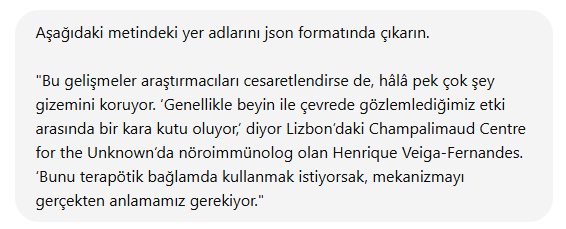 Aşağıdaki metindeki yer adlarını json formatında çıkarın.
"Bu gelişmeler araştırmacıları cesaretlendirse de, hâlâ pek çok şey
gizemini koruyor. ‘Genellikle beyin ile çevrede gözlemlediğimiz etki
arasında bir kara kutu oluyor,’ diyor Lizbon’daki Champalimaud Centre
for the Unknown’da nöroimmünolog olan Henrique Veiga-Fernandes.
‘Bunu terapötik bağlamda kullanmak istiyorsak, mekanizmayı
gerçekten anlamamız gerekiyor."